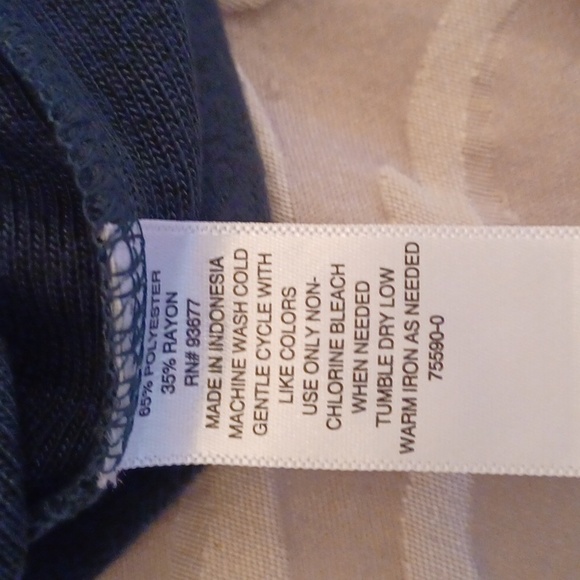 65% POLYESTER
35% RAYON
RN# 93677
MADE IN INDONESIA
MACHINE WASH COLD
GENTLE CYCLE WITH
LIKE COLORS
USE ONLY NON-
CHLORINE BLEACH
WHEN NEEDED
TUMBLE DRY LOW
WARM IRON AS NEEDED
75590-0